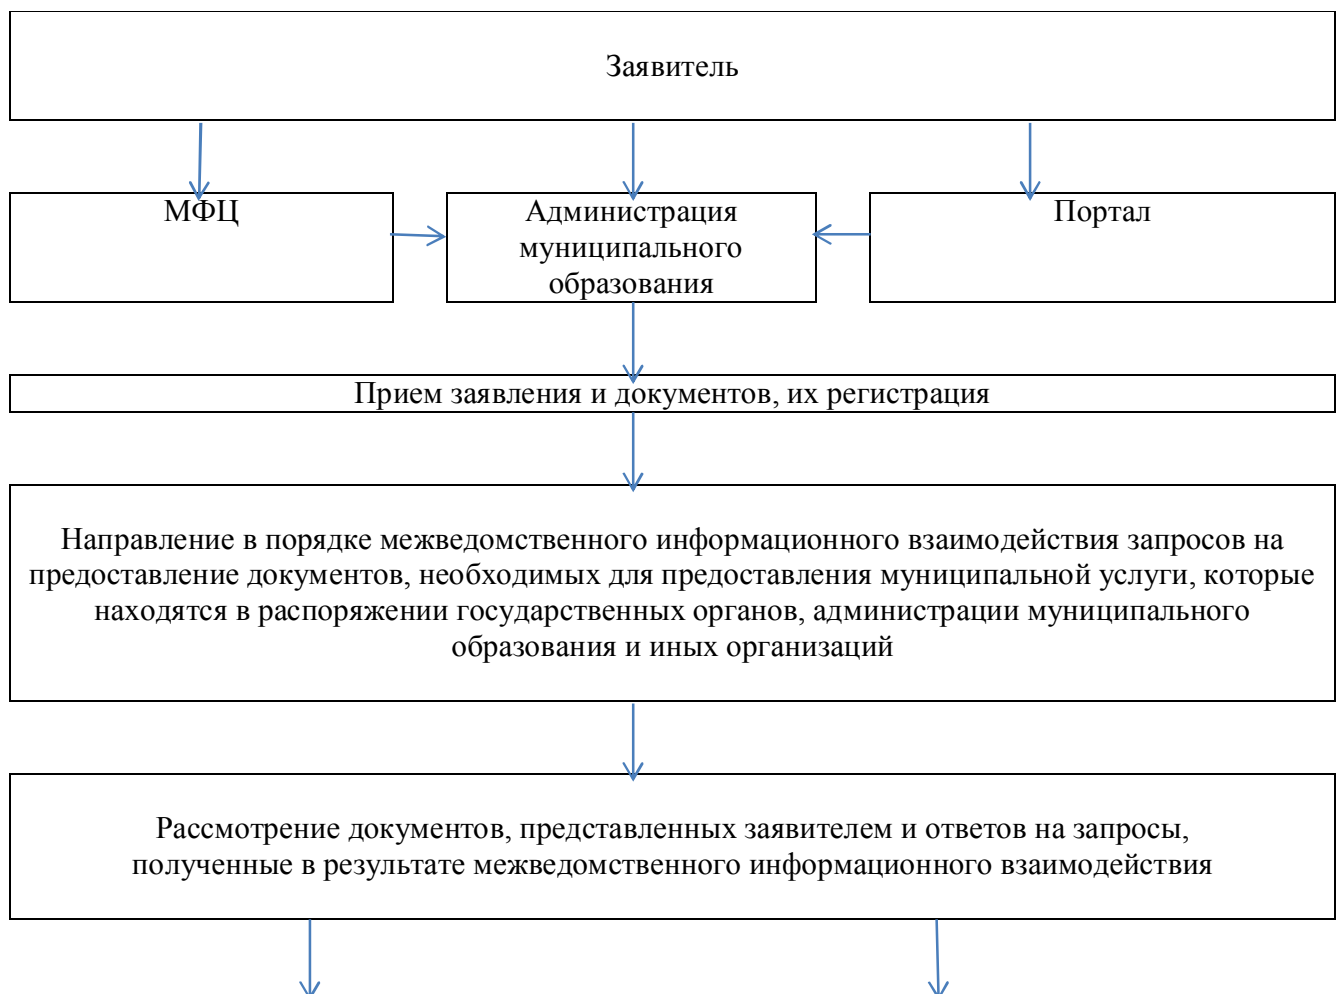 Заявитель
МФЦ
Администрация
муниципального
образования
Портал
Прием заявления и документов, их регистрация
Направление в порядке межведомственного информационного взаимодействия запросов на
предоставление документов, необходимых для предоставления муниципальной услуги, которые
находятся в распоряжении государственных органов, администрации муниципального
образования и иных организаций
Рассмотрение документов, представленных заявителем и ответов на запросы,
полученные в результате межведомственного информационного взаимодействия